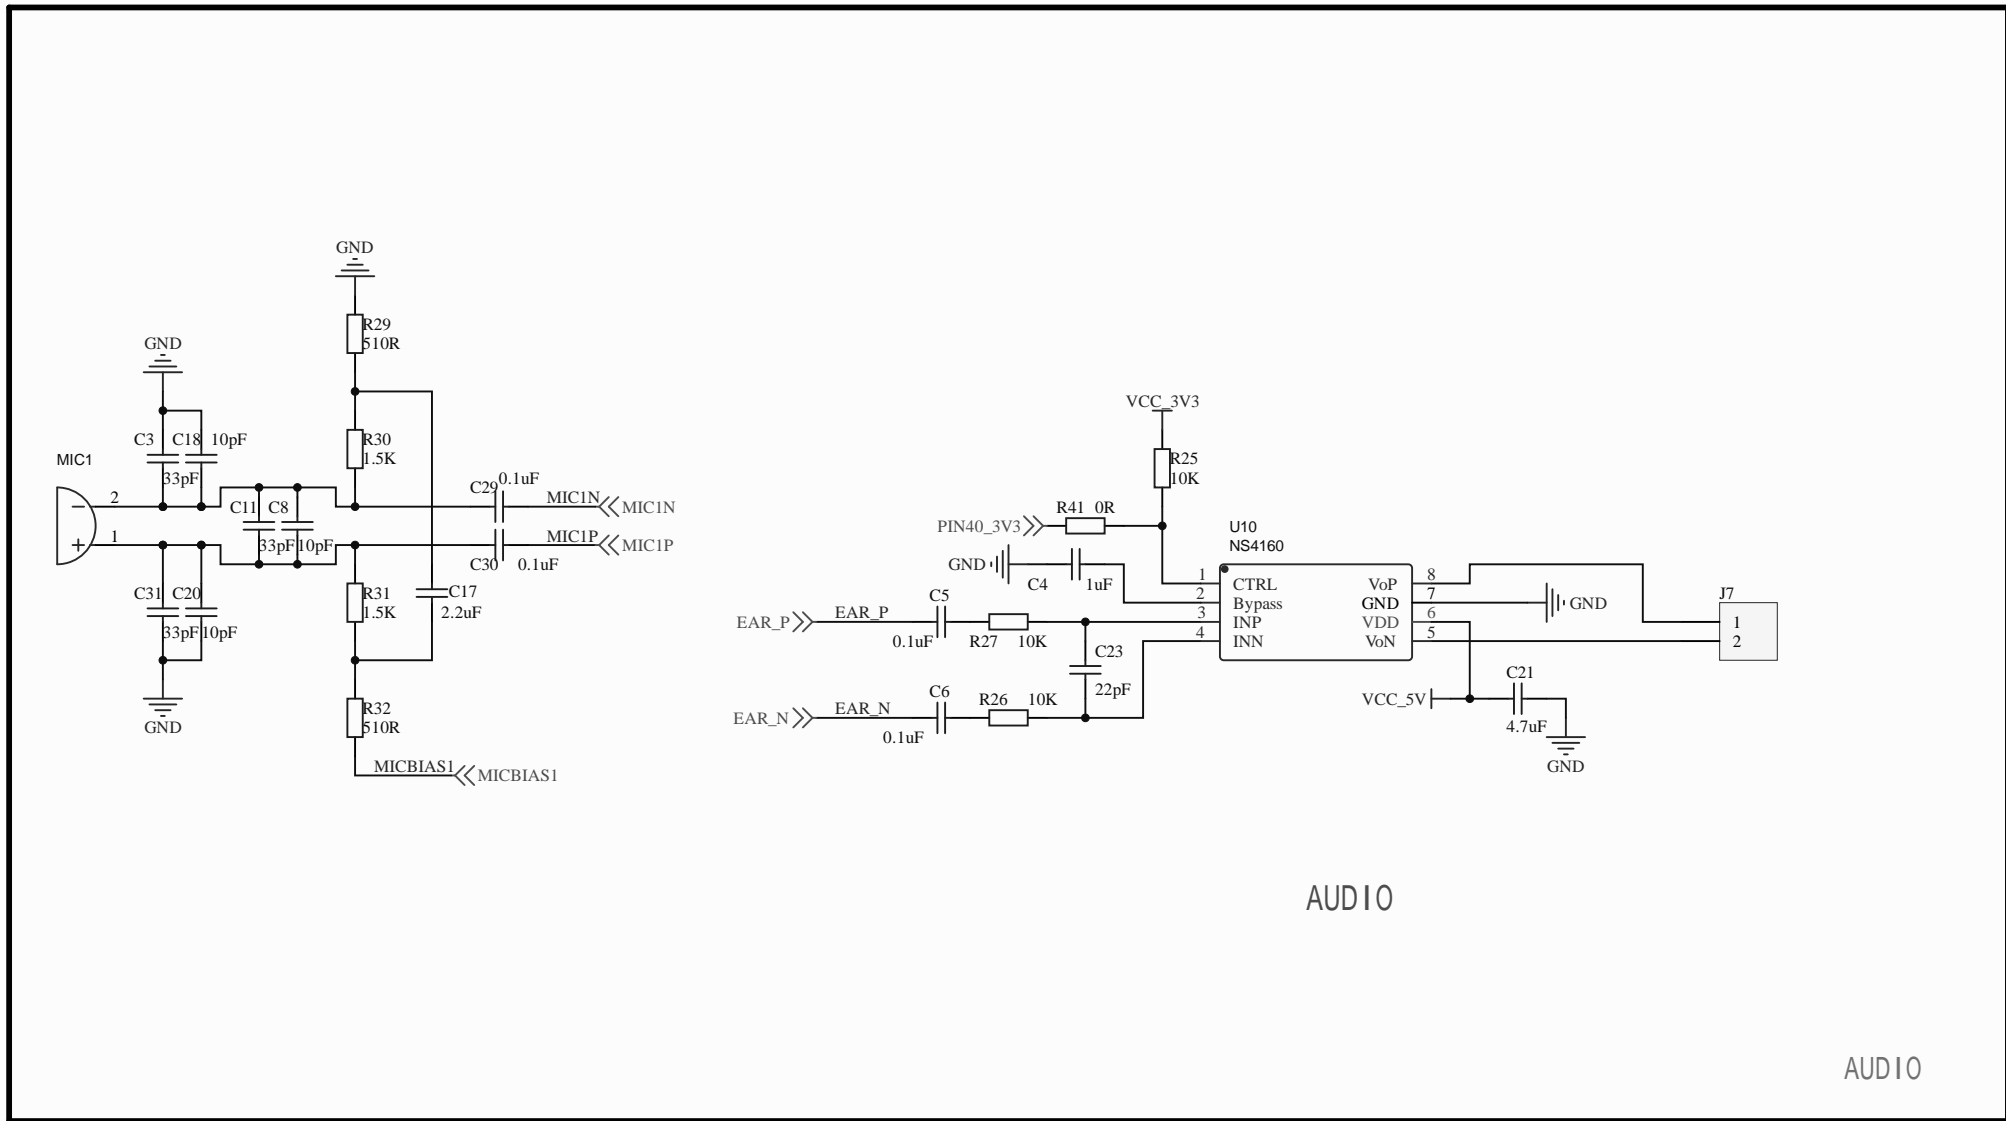 GND
R29
510R
GND
VCC_3V3
C3 C18 10pF
R30
1.5K
MIC1
33pF
R25
10K
2
C11 C8
C29 0.1uF
MIC1N MIC1N
R41 0R
PIN40_3V3
U10
NS4160
1
33pF 10pF
MIC1P MIC1P
C30 0.1uF
GND
C4 1uF
1 CTRL VoP 8
2 Bypass GND 7 GND
3 INP VDD 6
4 INN VoN 5
J7
1
2
C31 C20
R31
1.5K
C17
2.2uF
33pF 10pF
EAR_P EAR_P
C5
0.1uF
R27 10K
C23
22pF
GND
R32
510R
EAR_N EAR_N
C6
0.1uF
R26 10K
VCC_5V
C21
4.7uF
GND
MICBIAS1 MICBIAS1
AUDIO
AUDIO